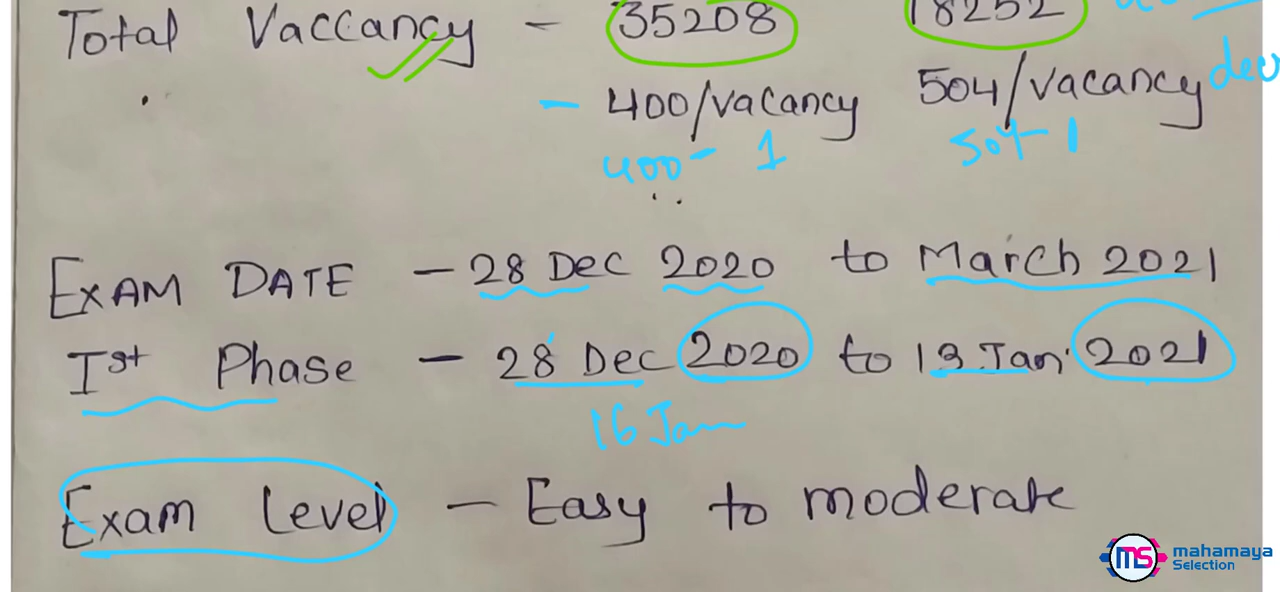 Total Vaccancy - 35208 18252
- 400/vacancy 504/vacancy
400 - 1 504 - 1
EXAM DATE - 28 Dec 2020 to March 2021
Ist Phase - 28 Dec 2020 to 13 Jan. 2021
16 Jan
Exam Level - Easy to moderate
MS mahamaya
Selection